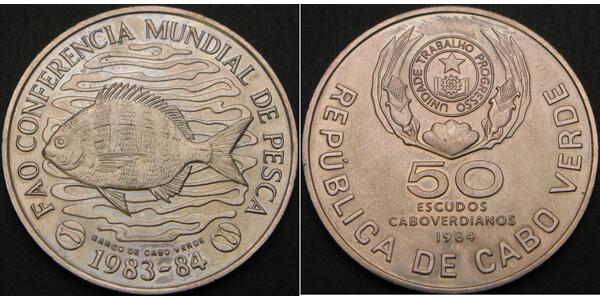 FAO CONFERENCIA MUNDIAL DE PESCA
BANCO DE CABO VERDE
1983-84
UNIDADE TRABALHO PROGRESSO
REPÚBLICA DE CABO VERDE
50
ESCUDOS
CABOVERDIANOS
1984